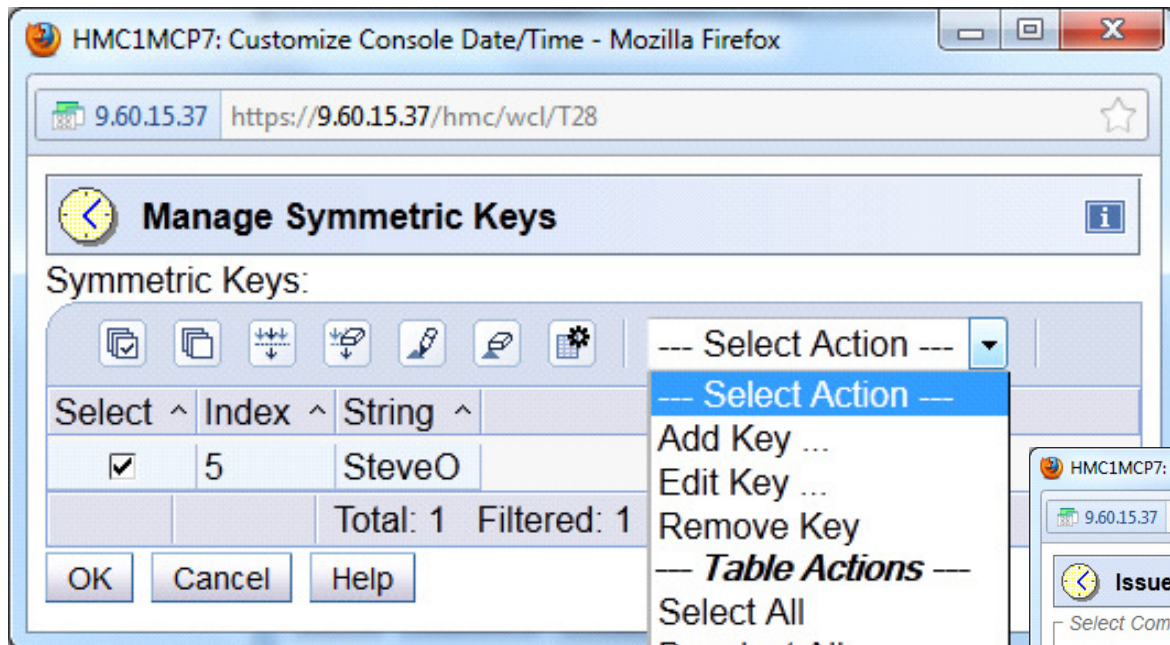 HMC1MCP7: Customize Console Date/Time - Mozilla Firefox
9.60.15.37 https://9.60.15.37/hmc/wcl/T28
Manage Symmetric Keys
Symmetric Keys:
--- Select Action ---
Select Index String
5 SteveO
Total: 1 Filtered: 1
OK Cancel Help
--- Select Action ---
Add Key ...
Edit Key ...
Remove Key
--- Table Actions ---
Select All
HMC1MCP7:
9.60.15.37
Issue
Select Com